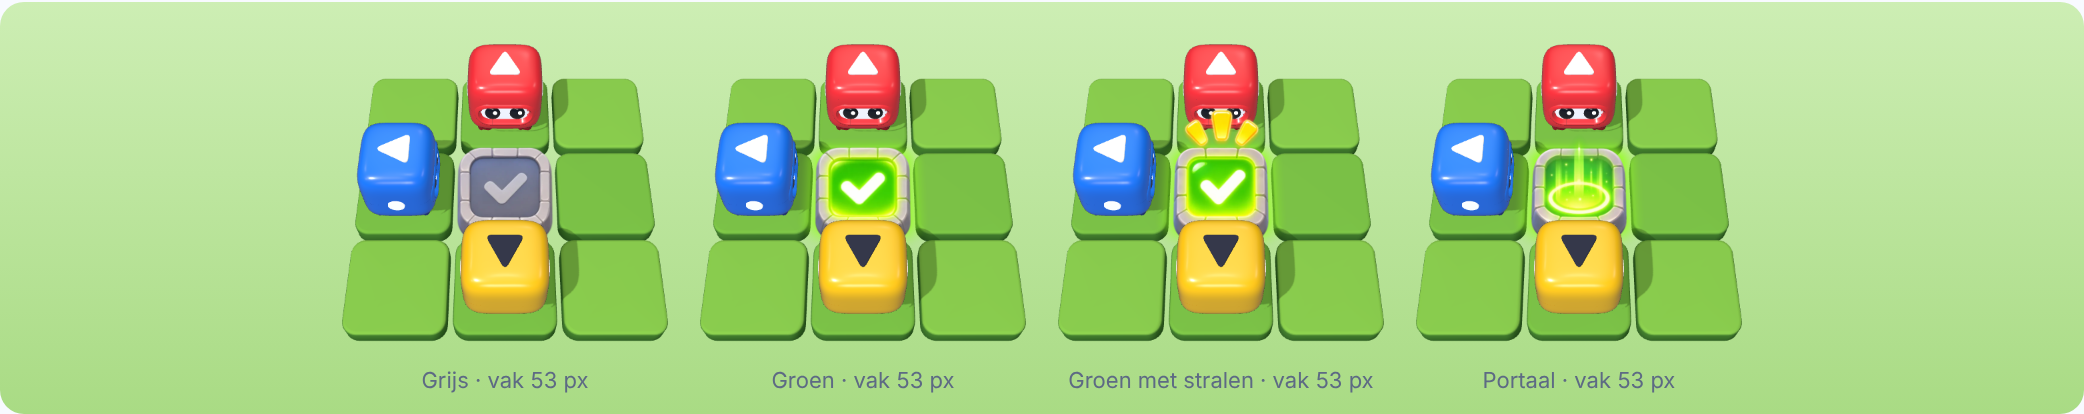 Grijs · vak 53 px
Groen · vak 53 px
Groen met stralen · vak 53 px
Portaal · vak 53 px